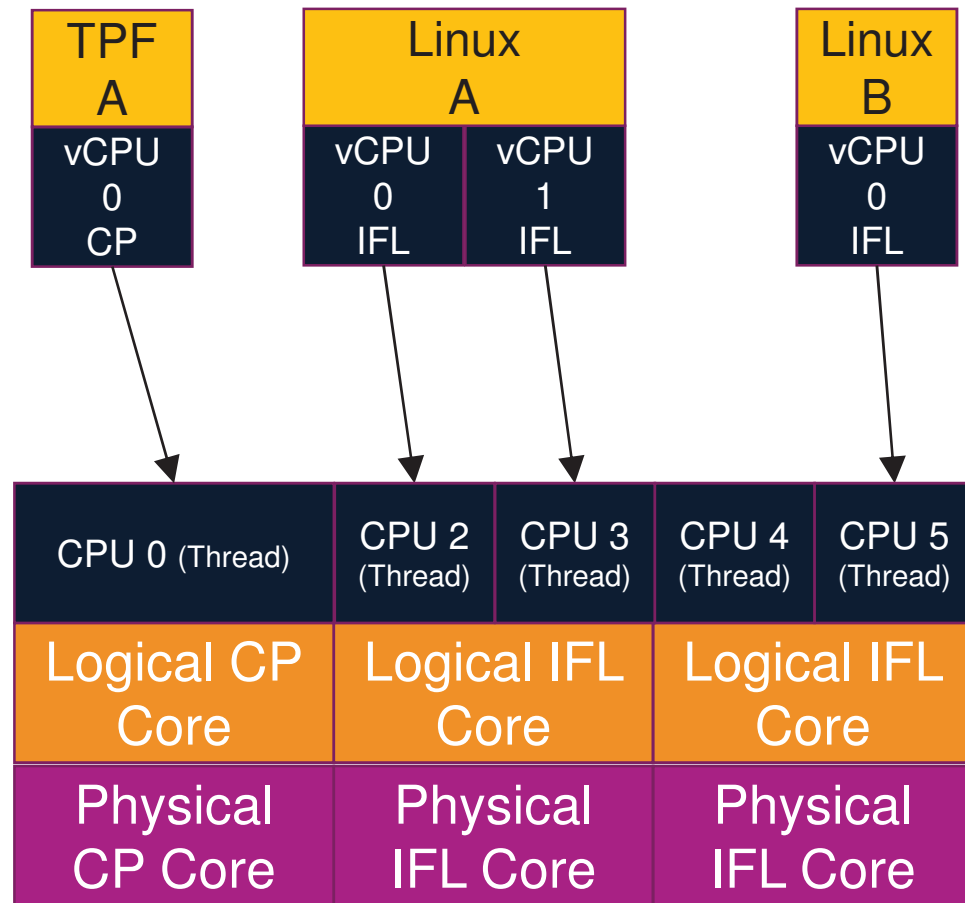 TPF
A
Linux
A
Linux
B
vCPU
0
CP
vCPU
0
IFL
vCPU
1
IFL
vCPU
0
IFL
CPU 0 (Thread)
CPU 2
(Thread)
CPU 3
(Thread)
CPU 4
(Thread)
CPU 5
(Thread)
Logical CP
Core
Logical IFL
Core
Logical IFL
Core
Physical
CP Core
Physical
IFL Core
Physical
IFL Core